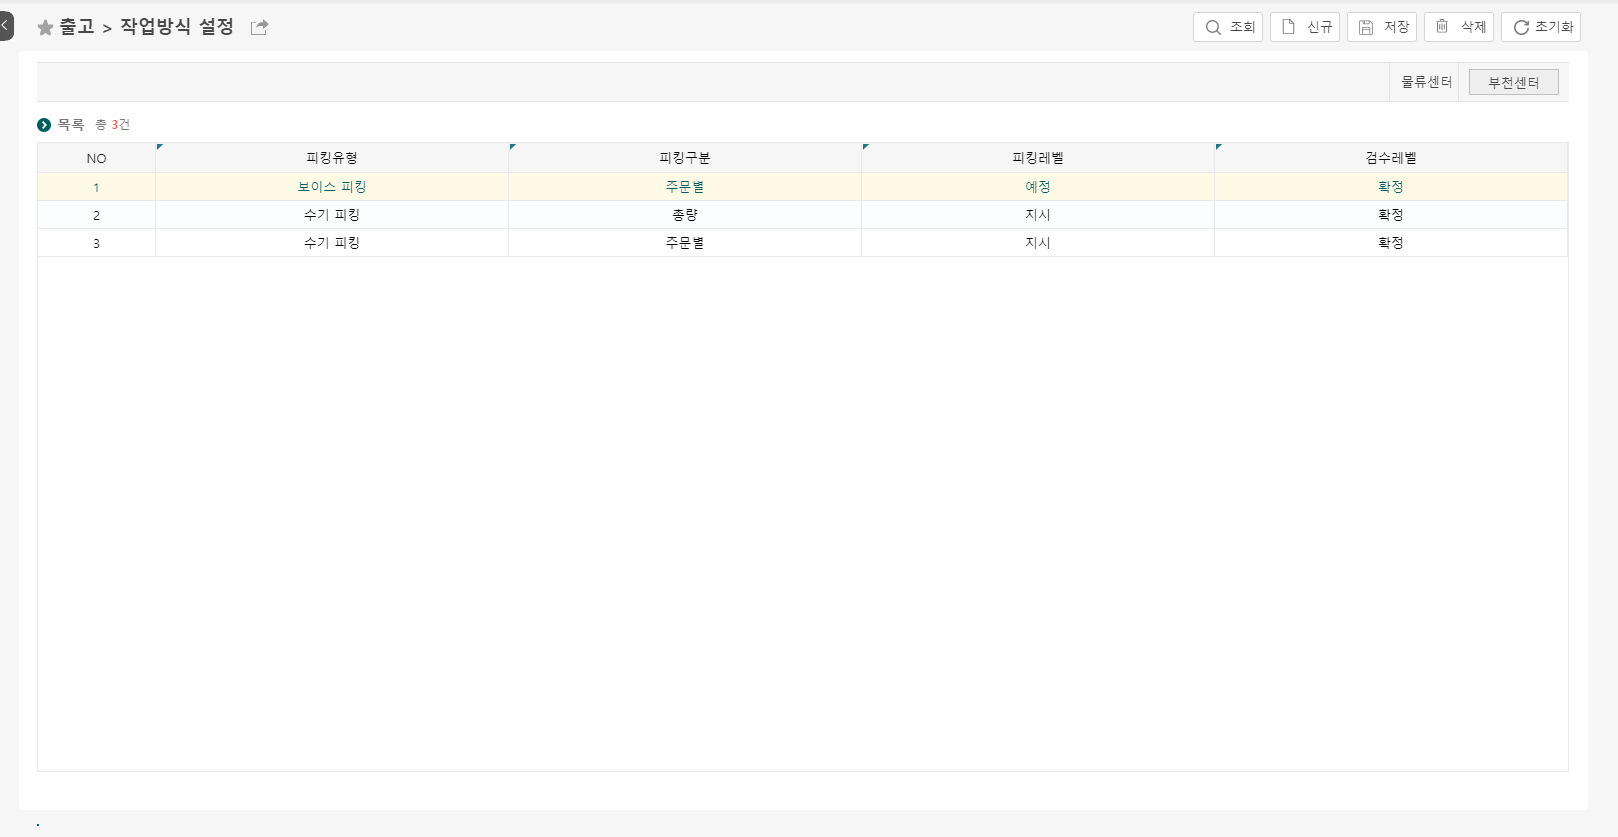 출고 > 작업방식 설정
조회 신규 저장 삭제 초기화
물류센터 부천센터
목록 총 3건
NO 피킹유형 피킹구분 피킹레벨 검수레벨
1 보이스 피킹 주문별 예정 확정
2 수기 피킹 총량 지시 확정
3 수기 피킹 주문별 지시 확정